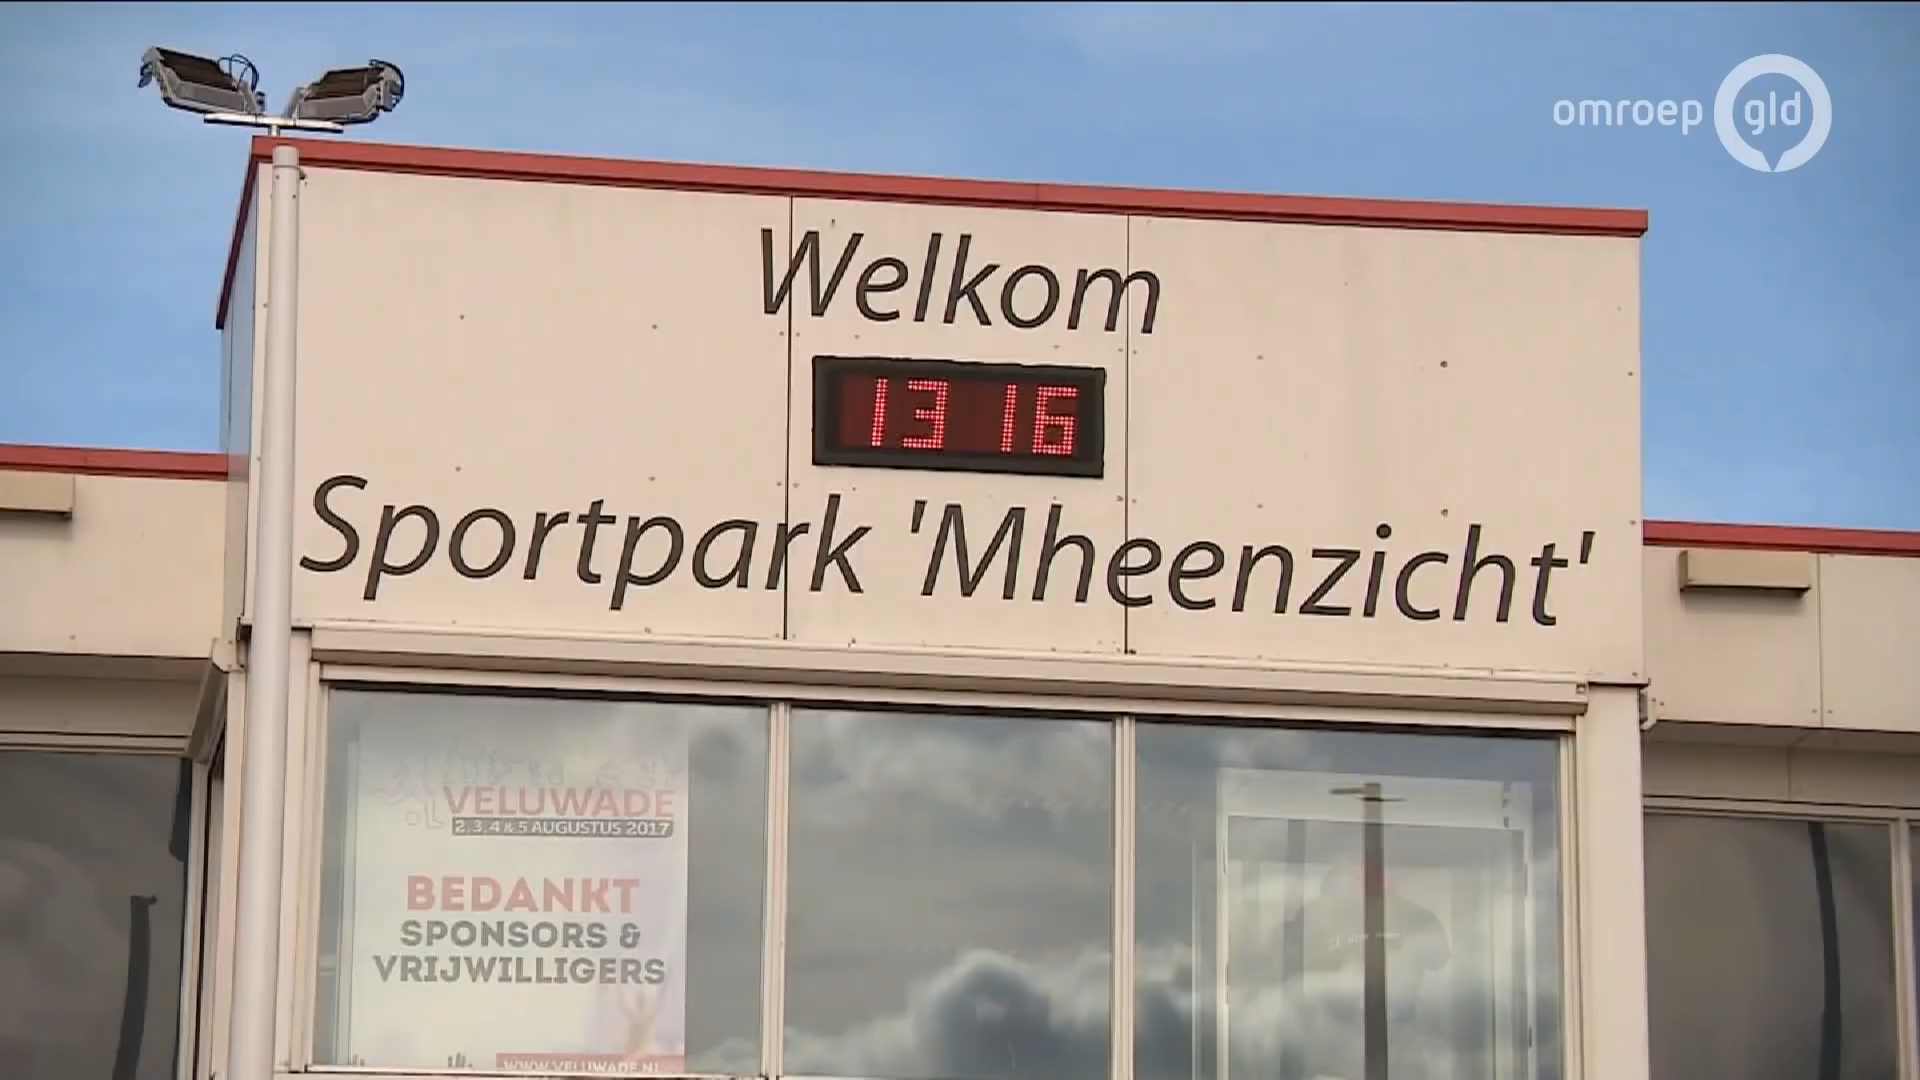 omroep gld
Welkom
13 16
Sportpark 'Mheenzicht'
VELUWADE
2, 3, 4 & 5 AUGUSTUS 2017
BEDANKT
SPONSORS &
VRIJWILLIGERS
WWW.VELUWADE.NL